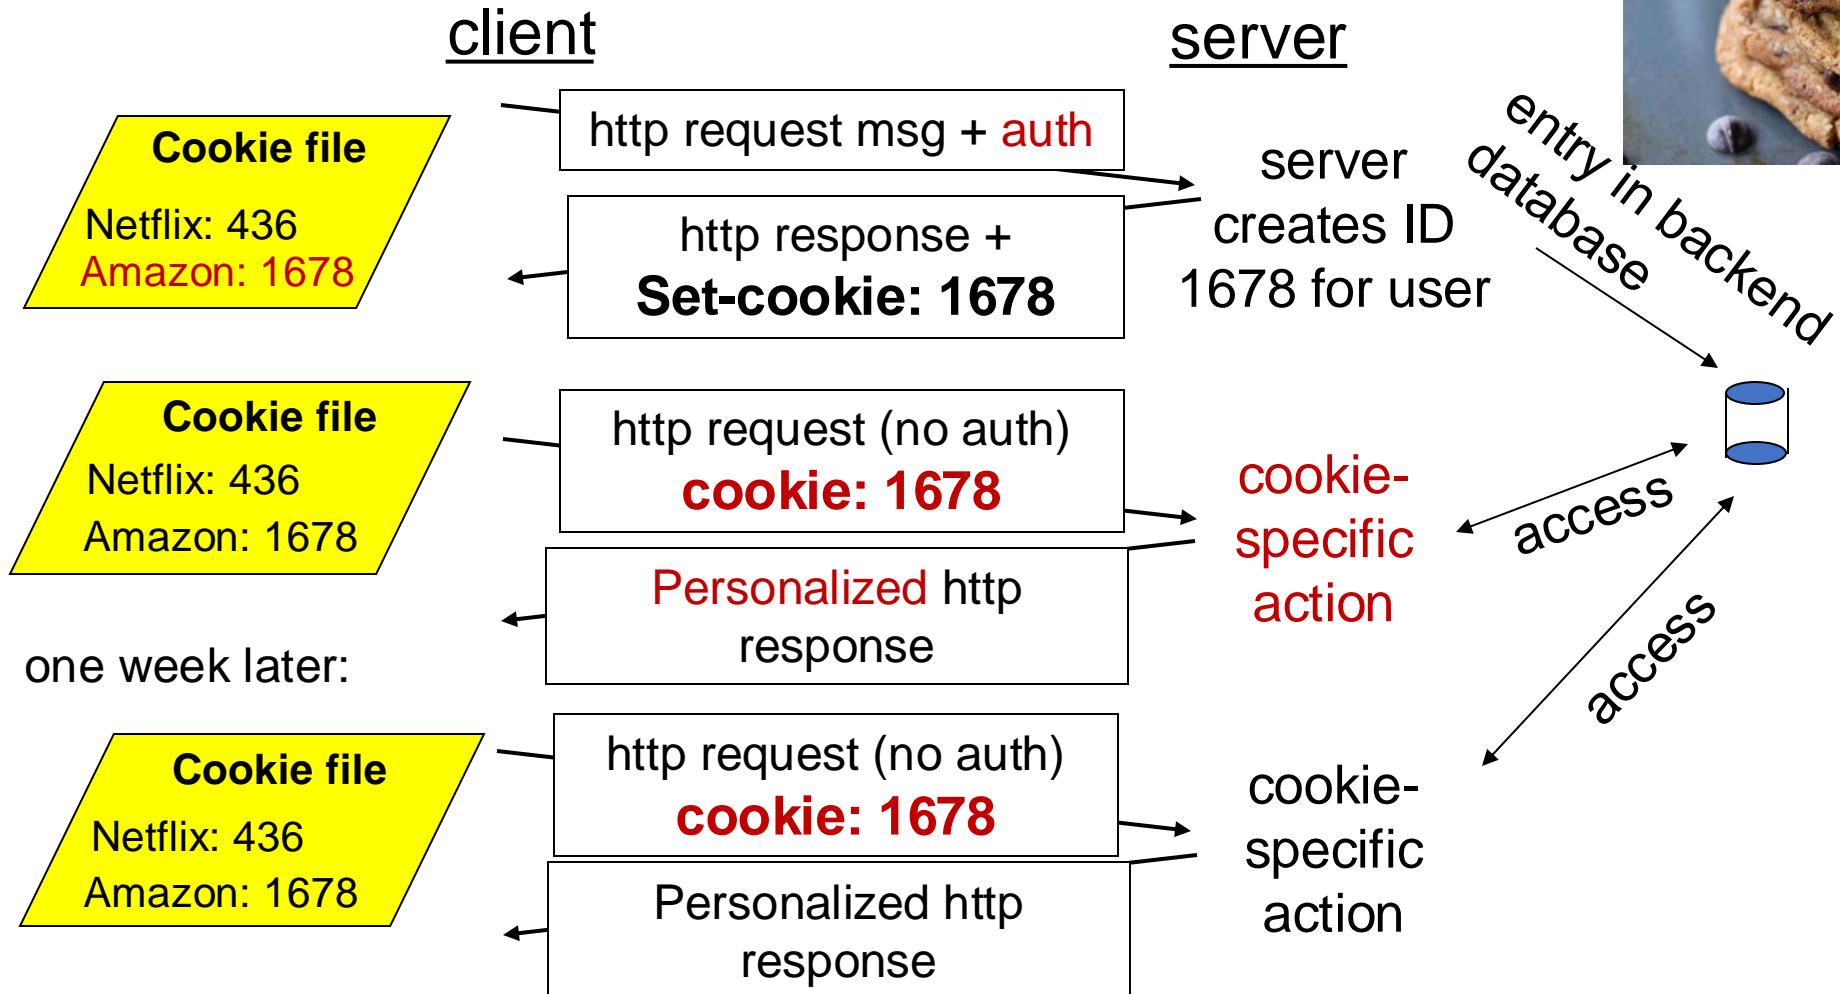 client
server
http request msg + auth
Cookie file
Netflix: 436
Amazon: 1678
server
creates ID
1678 for user
entry in backend
database
http response +
Set-cookie: 1678
Cookie file
Netflix: 436
Amazon: 1678
http request (no auth)
cookie: 1678
cookie-
specific
action
access
Personalized http
response
one week later:
access
Cookie file
Netflix: 436
Amazon: 1678
http request (no auth)
cookie: 1678
cookie-
specific
action
Personalized http
response